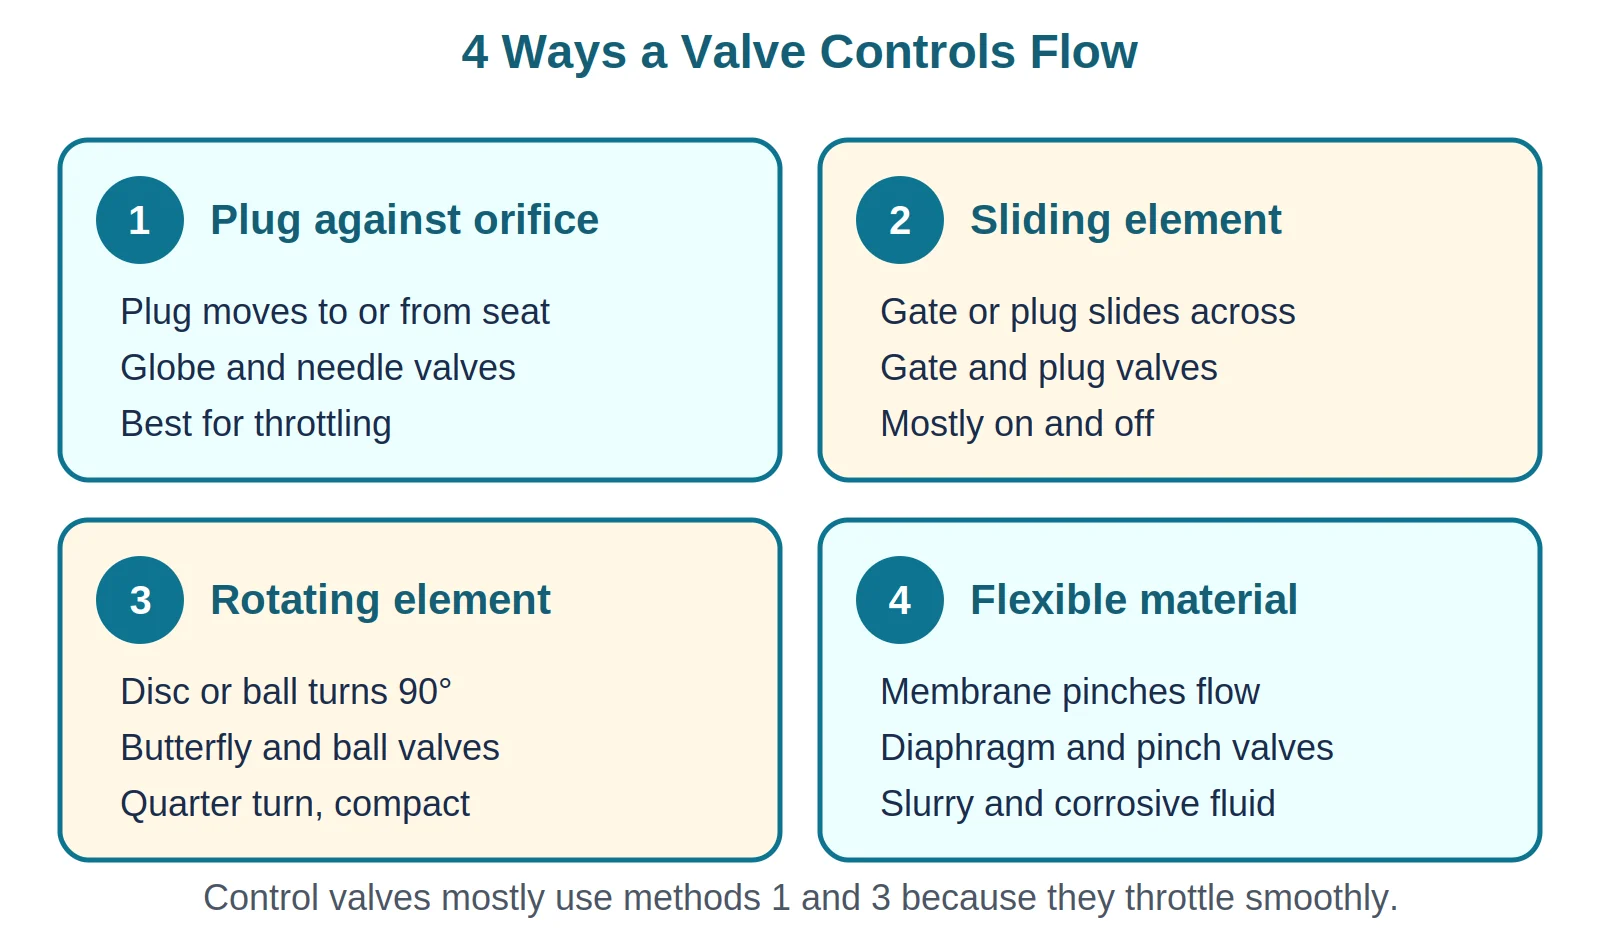 4 Ways a Valve Controls Flow
1 Plug against orifice
Plug moves to or from seat
Globe and needle valves
Best for throttling
2 Sliding element
Gate or plug slides across
Gate and plug valves
Mostly on and off
3 Rotating element
Disc or ball turns 90°
Butterfly and ball valves
Quarter turn, compact
4 Flexible material
Membrane pinches flow
Diaphragm and pinch valves
Slurry and corrosive fluid
Control valves mostly use methods 1 and 3 because they throttle smoothly.